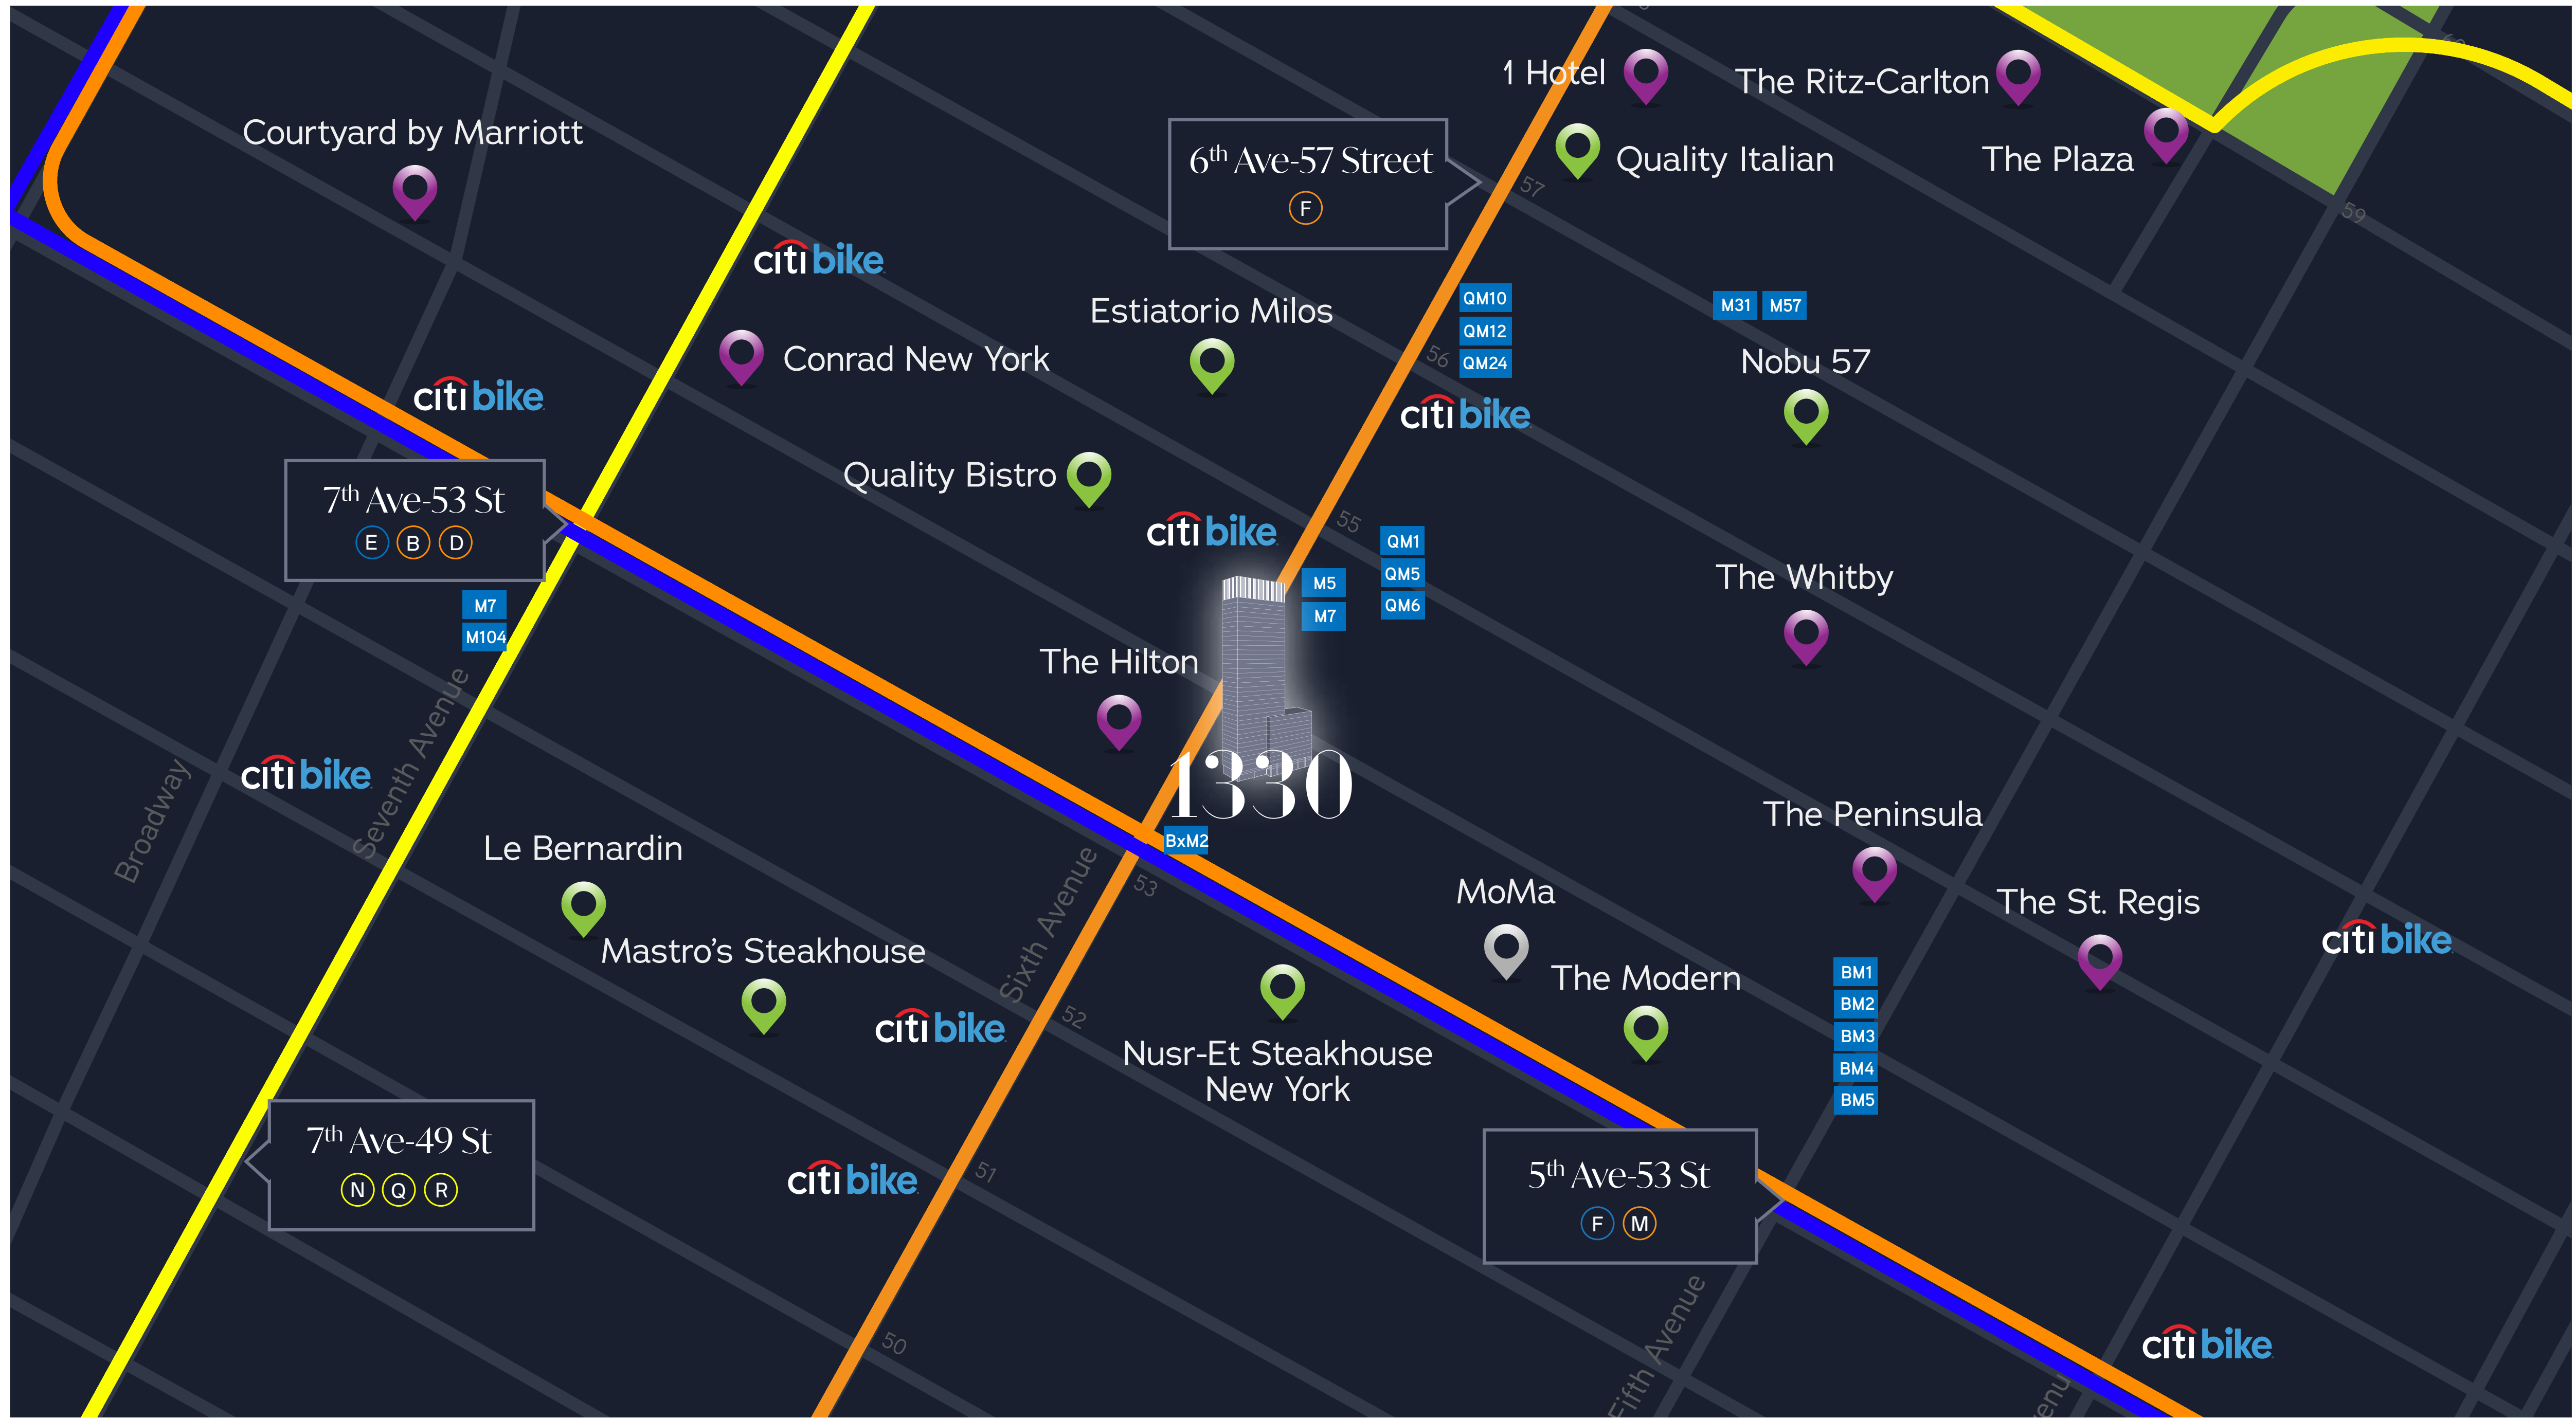 1 Hotel
The Ritz-Carlton
60
Courtyard by Marriott
6th Ave-57 Street
F
Quality Italian
The Plaza
57
59
citi bike
Estiatorio Milos
QM10
QM12
QM24
M31 M57
Conrad New York
56
Nobu 57
citi bike
citi bike
Quality Bistro
7th Ave-53 St
E B D
citi bike
55
QM1
QM5
QM6
M5
M7
The Whitby
M7
M104
The Hilton
Seventh Avenue
citi bike
Broadway
1330
BxM2
The Peninsula
Le Bernardin
Sixth Avenue
53
MoMa
The St. Regis
citi bike
Mastro's Steakhouse
The Modern
BM1
BM2
BM3
BM4
BM5
citi bike
52
Nusr-Et Steakhouse
New York
7th Ave-49 St
N Q R
citi bike
51
5th Ave-53 St
F M
50
Fifth Avenue
citi bike